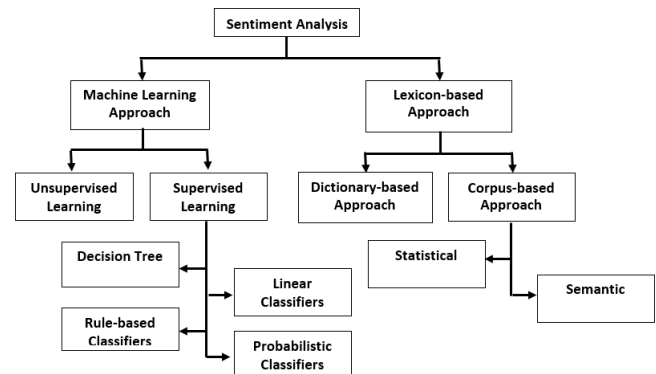 Sentiment Analysis
Machine Learning
Approach
Lexicon-based
Approach
Unsupervised
Learning
Supervised
Learning
Dictionary-based
Approach
Corpus-based
Approach
Decision Tree
Linear
Classifiers
Statistical
Semantic
Rule-based
Classifiers
Probabilistic
Classifiers